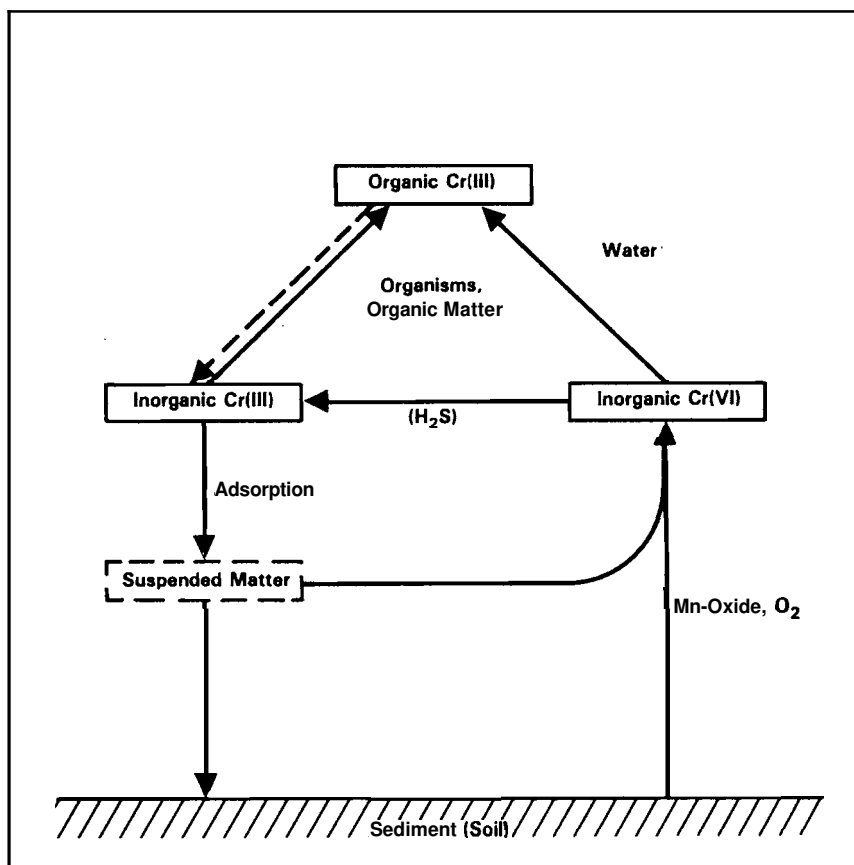 Organic Cr(III)
Water
Organisms,
Organic Matter
Inorganic Cr(III)
Inorganic Cr(VI)
(H₂S)
Adsorption
Suspended Matter
Mn-Oxide, O₂
Sediment (Soil)